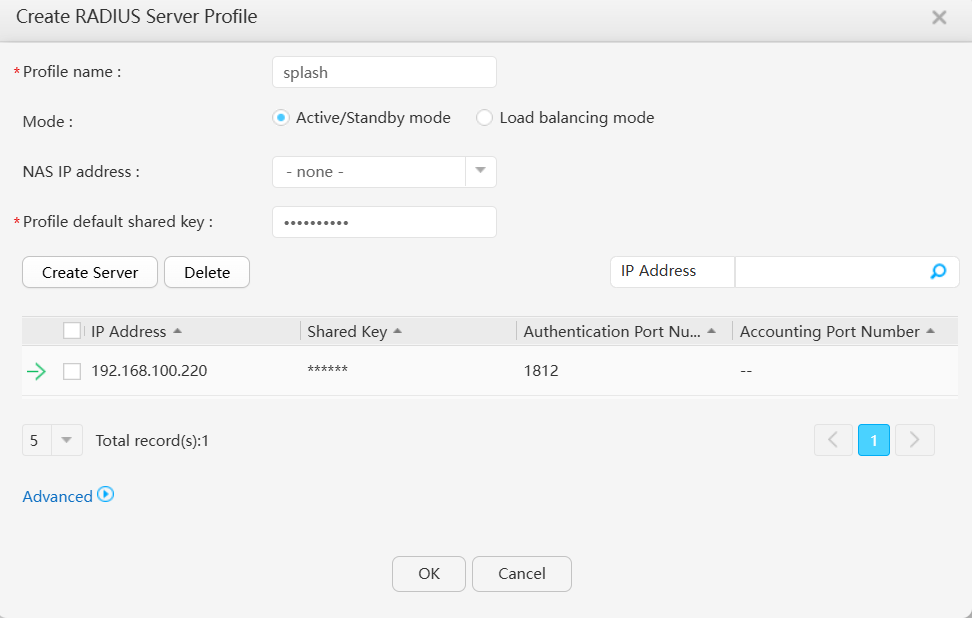 Create RADIUS Server Profile
*Profile name :
splash
Mode :
Active/Standby mode
Load balancing mode
NAS IP address :
- none -
*Profile default shared key :
••••••••••
Create Server
Delete
IP Address
IP Address
Shared Key
Authentication Port Nu...
Accounting Port Number
192.168.100.220
******
1812
--
5
Total record(s):1
1
Advanced
OK
Cancel